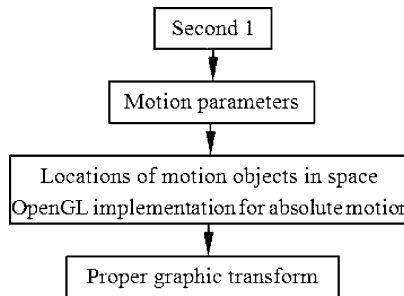 Second 1
Motion parameters
Locations of motion objects in space
OpenGL implementation for absolute motion
Proper graphic transform